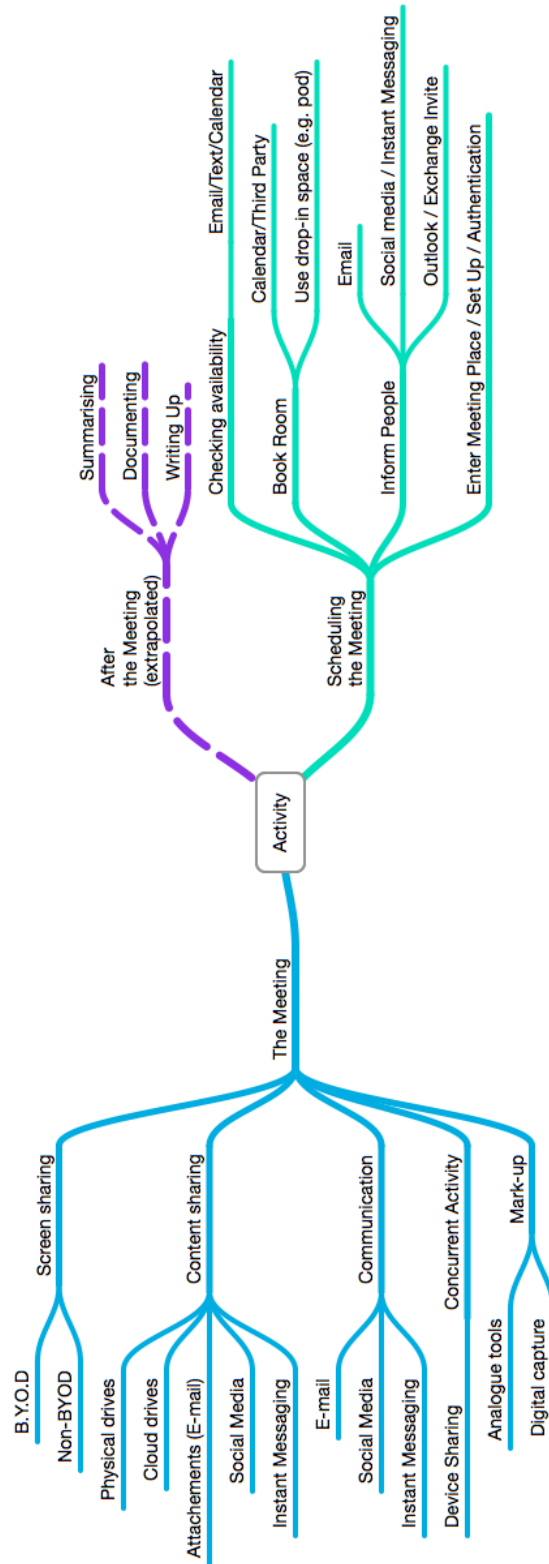 Activity
The Meeting
Screen sharing
B.Y.O.D
Non-BYOD
Content sharing
Physical drives
Cloud drives
Attachements (E-mail)
Social Media
Instant Messaging
Communication
E-mail
Social Media
Instant Messaging
Concurrent Activity
Device Sharing
Mark-up
Analogue tools
Digital capture
After
the Meeting
(extrapolated)
Summarising
Documenting
Writing Up
Scheduling
the Meeting
Checking availability
Email/Text/Calendar
Book Room
Calendar/Third Party
Use drop-in space (e.g. pod)
Inform People
Email
Social media / Instant Messaging
Outlook / Exchange Invite
Enter Meeting Place / Set Up / Authentication